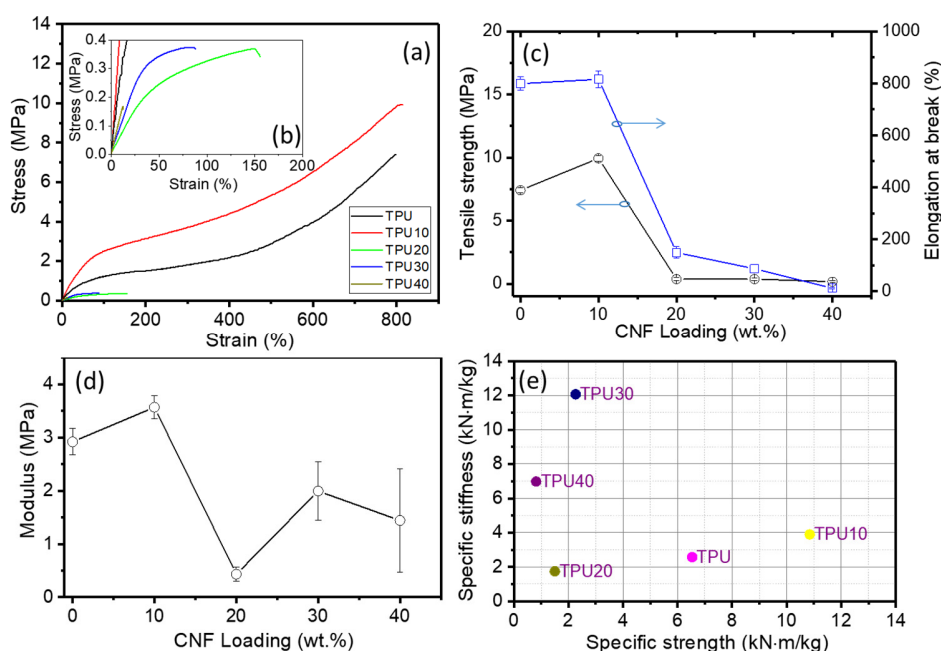 (a)
Stress (MPa)
14
12
10
8
6
4
2
0
0 200 400 600 800
Strain (%)
TPU
TPU10
TPU20
TPU30
TPU40
(b)
Stress (MPa)
0.4
0.3
0.2
0.1
0.0
0 50 100 150 200
Strain (%)
(c)
Tensile strength (MPa)
20
15
10
5
0
1000
800
600
400
200
0
Elongation at break (%)
0 10 20 30 40
CNF Loading (wt.%)
(d)
Modulus (MPa)
4
3
2
1
0
0 10 20 30 40
CNF Loading (wt.%)
(e)
Specific stiffness (kN·m/kg)
14
12
10
8
6
4
2
0
TPU30
TPU40
TPU10
TPU
TPU20
0 2 4 6 8 10 12 14
Specific strength (kN·m/kg)